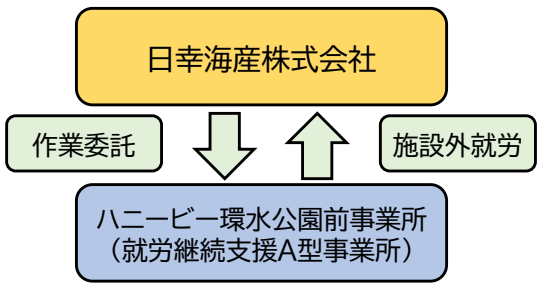 日幸海産株式会社
作業委託
施設外就労
ハニービー環水公園前事業所
（就労継続支援A型事業所）